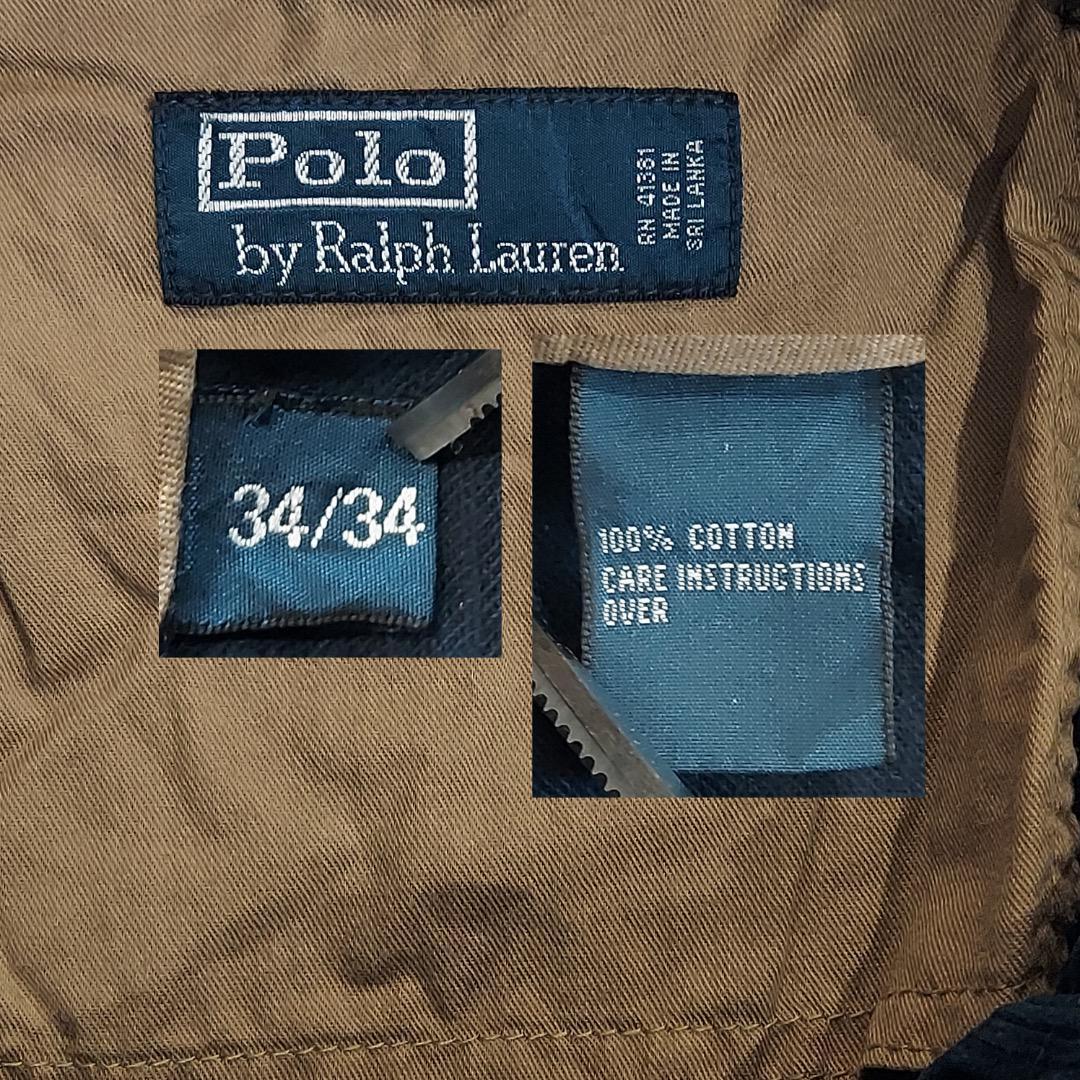 Polo
by Ralph Lauren
RN 41381
MADE IN
SRI LANKA
34/34
100% COTTON
CARE INSTRUCTIONS
OVER